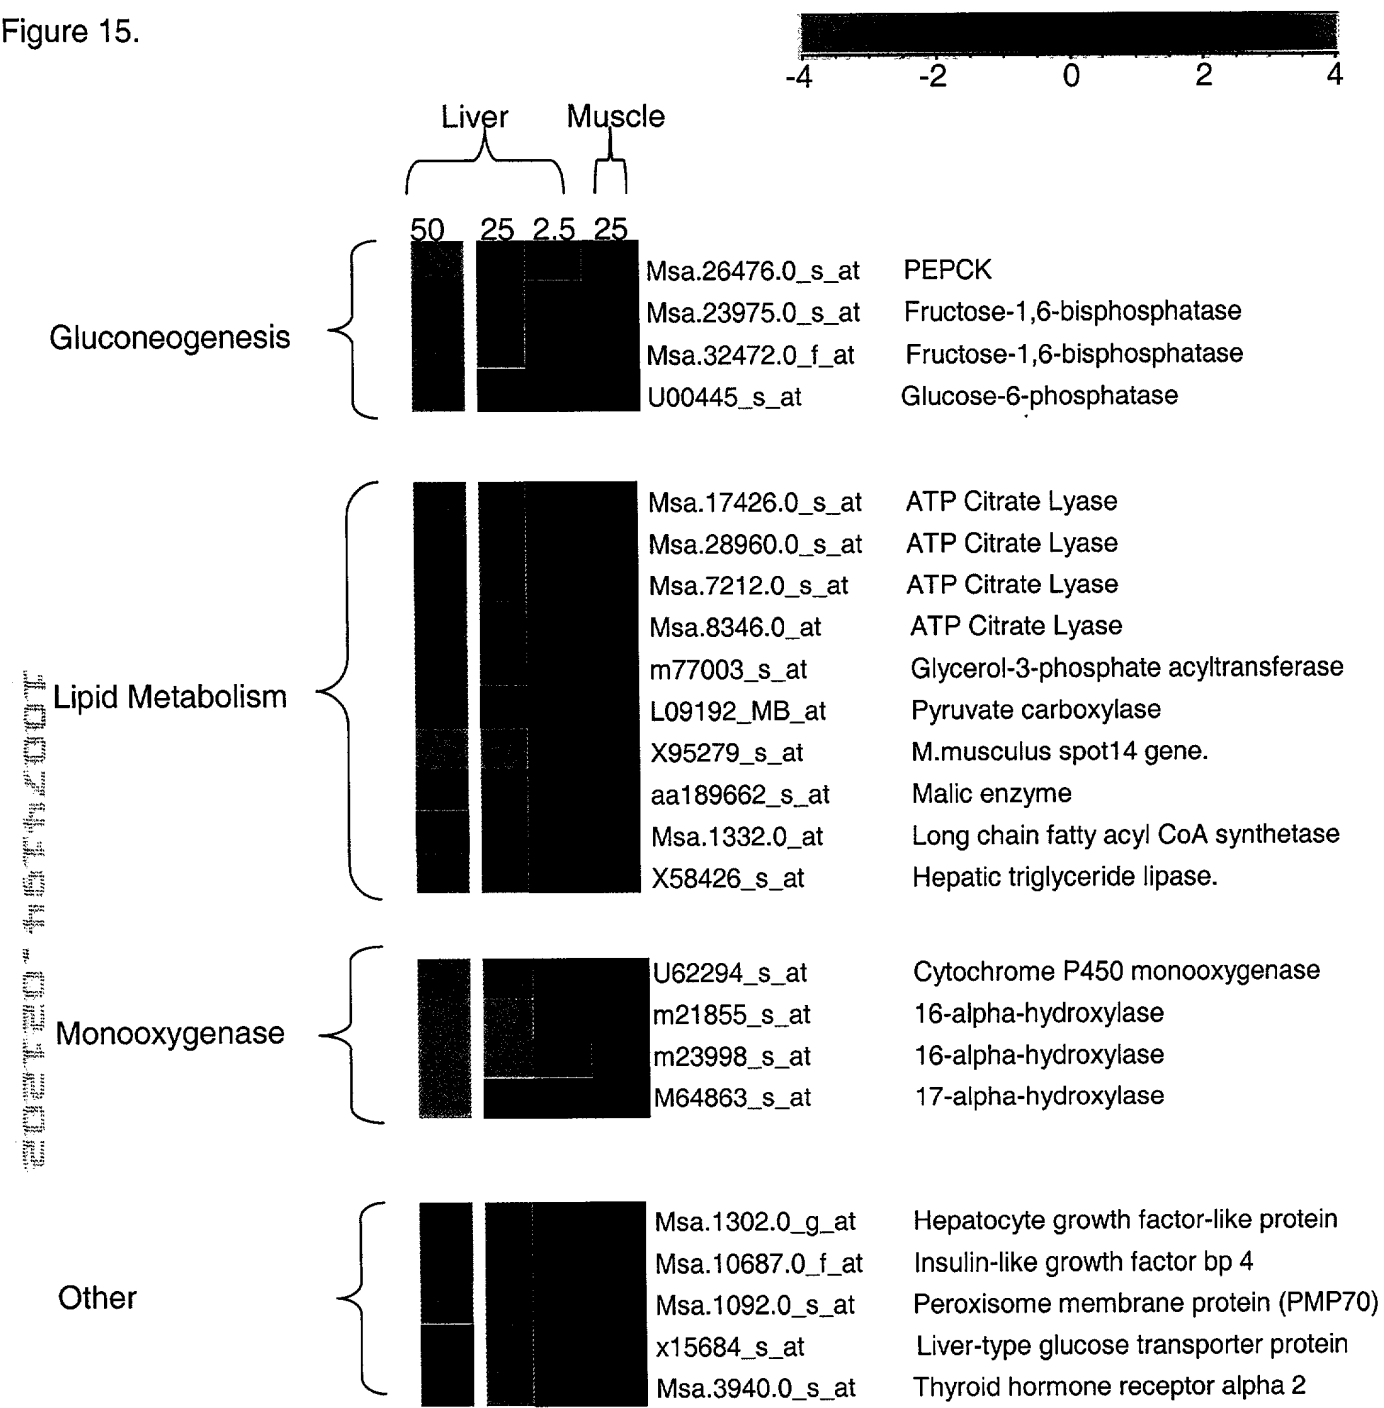 Figure 15.
-4 -2 0 2 4
Liver Muscle
50 25 2.5 25
Gluconeogenesis
Msa.26476.0_s_at PEPCK
Msa.23975.0_s_at Fructose-1,6-bisphosphatase
Msa.32472.0_f_at Fructose-1,6-bisphosphatase
U00445_s_at Glucose-6-phosphatase
Lipid Metabolism
Msa.17426.0_s_at ATP Citrate Lyase
Msa.28960.0_s_at ATP Citrate Lyase
Msa.7212.0_s_at ATP Citrate Lyase
Msa.8346.0_at ATP Citrate Lyase
m77003_s_at Glycerol-3-phosphate acyltransferase
L09192_MB_at Pyruvate carboxylase
X95279_s_at M.musculus spot14 gene.
aa189662_s_at Malic enzyme
Msa.1332.0_at Long chain fatty acyl CoA synthetase
X58426_s_at Hepatic triglyceride lipase.
Monooxygenase
U62294_s_at Cytochrome P450 monooxygenase
m21855_s_at 16-alpha-hydroxylase
m23998_s_at 16-alpha-hydroxylase
M64863_s_at 17-alpha-hydroxylase
Other
Msa.1302.0_g_at Hepatocyte growth factor-like protein
Msa.10687.0_f_at Insulin-like growth factor bp 4
Msa.1092.0_s_at Peroxisome membrane protein (PMP70)
x15684_s_at Liver-type glucose transporter protein
Msa.3940.0_s_at Thyroid hormone receptor alpha 2
10074194.021202